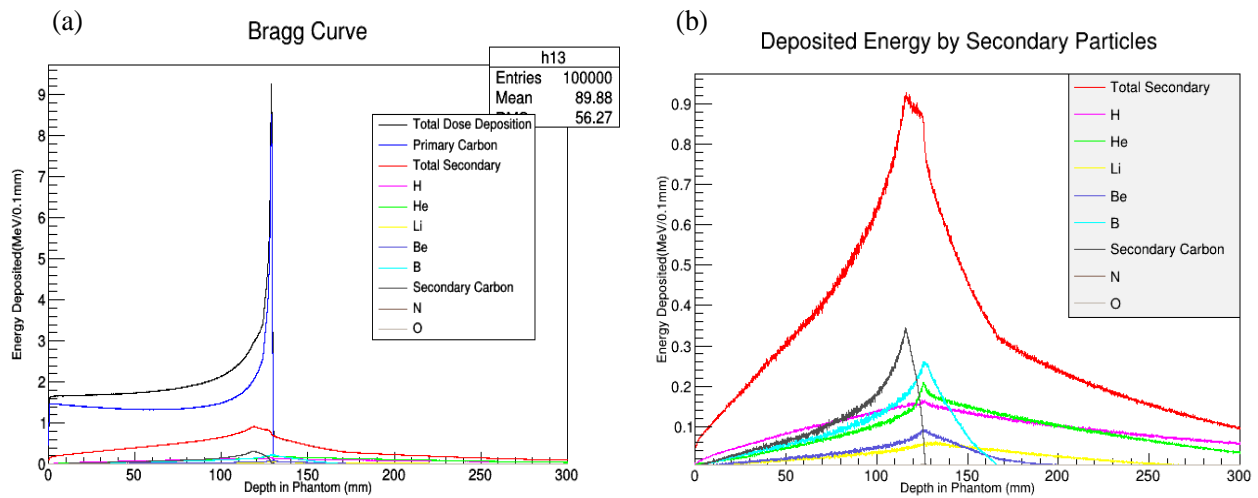 (a)
Bragg Curve
h13
Entries 100000
Mean 89.88
56.27
Total Dose Deposition
Primary Carbon
Total Secondary
H
He
Li
Be
B
Secondary Carbon
N
O
Energy Deposited(MeV/0.1mm)
9
8
7
6
5
4
3
2
1
0
0 50 100 150 200 250 300
Depth in Phantom (mm)
(b)
Deposited Energy by Secondary Particles
Total Secondary
H
He
Li
Be
B
Secondary Carbon
N
O
Energy Deposited(MeV/0.1mm)
0.9
0.8
0.7
0.6
0.5
0.4
0.3
0.2
0.1
0
0 50 100 150 200 250 300
Depth in Phantom (mm)